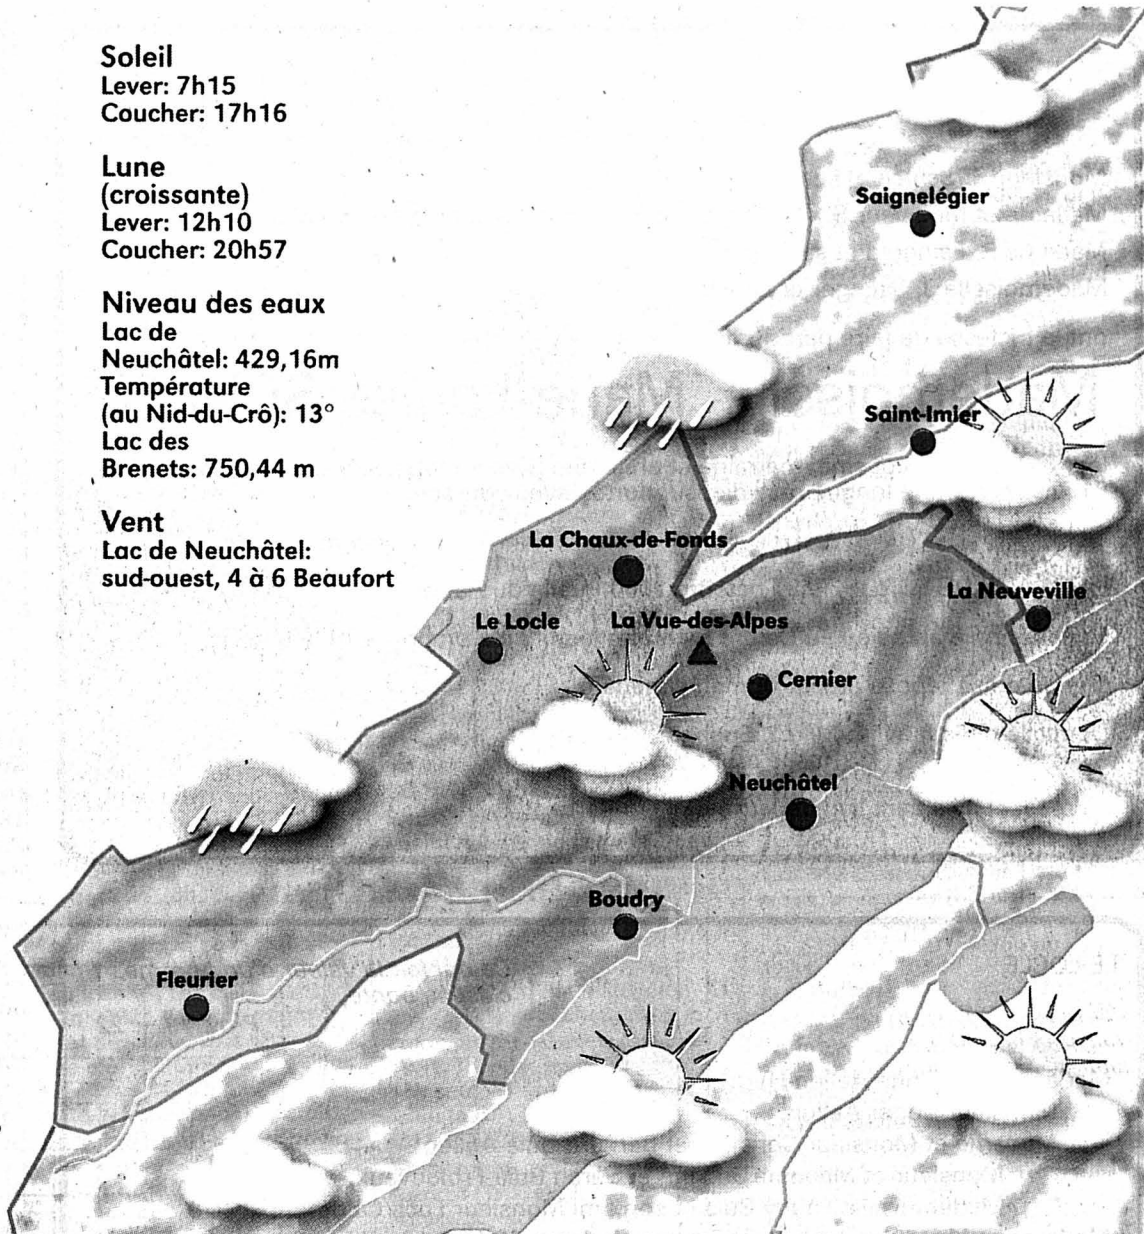 Soleil
Lever: 7h15
Coucher: 17h16
Lune
(croissante)
Lever: 12h10
Coucher: 20h57
Niveau des eaux
Lac de
Neuchâtel: 429,16m
Température
(au Nid-du-Crô): 13°
Lac des
Brenets: 750,44 m
Vent
Lac de Neuchâtel:
sud-ouest, 4 à 6 Beaufort
Saignelégier
Saint-Imier
La Chaux-de-Fonds
La Neuveville
Le Locle
La Vue-des-Alpes
Cernier
Neuchâtel
Boudry
Fleurier